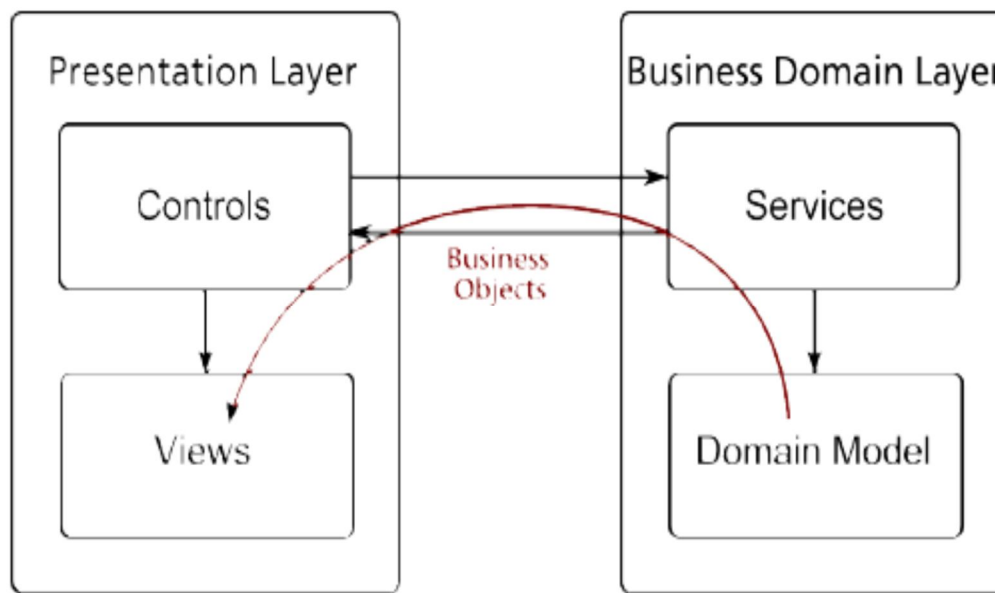 Presentation Layer
Business Domain Layer
Controls
Services
Business
Objects
Views
Domain Model